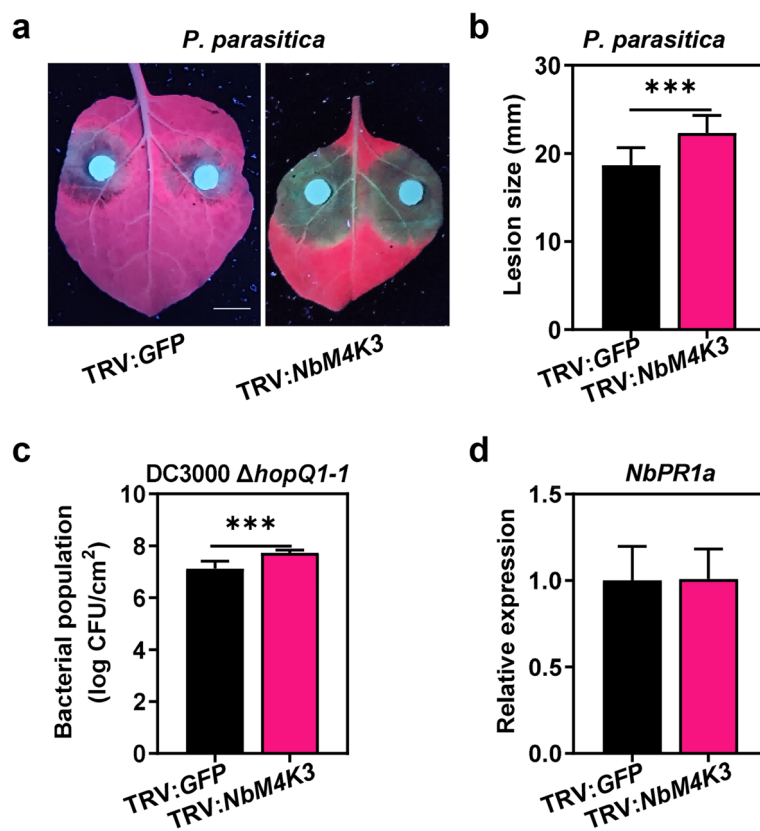 a
P. parasitica
TRV:GFP
TRV:NbM4K3
b
P. parasitica
Lesion size (mm)
30
20
10
0
***
TRV:GFP
TRV:NbM4K3
c
DC3000 ΔhopQ1-1
Bacterial population
(log CFU/cm²)
10
8
6
4
2
0
***
TRV:GFP
TRV:NbM4K3
d
NbPR1a
Relative expression
1.5
1.0
0.5
0.0
TRV:GFP
TRV:NbM4K3